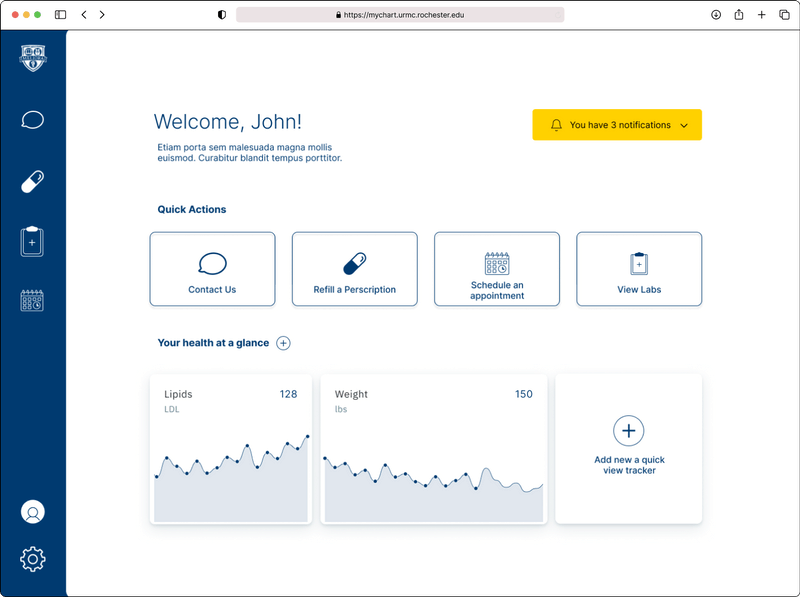 https://mychart.urmc.rochester.edu
Welcome, John!
You have 3 notifications
Etiam porta sem malesuada magna mollis
euismod. Curabitur blandit tempus porttitor.
Quick Actions
Contact Us
Refill a Perscription
Schedule an
appointment
View Labs
Your health at a glance
Lipids
128
LDL
Weight
150
lbs
Add new a quick
view tracker